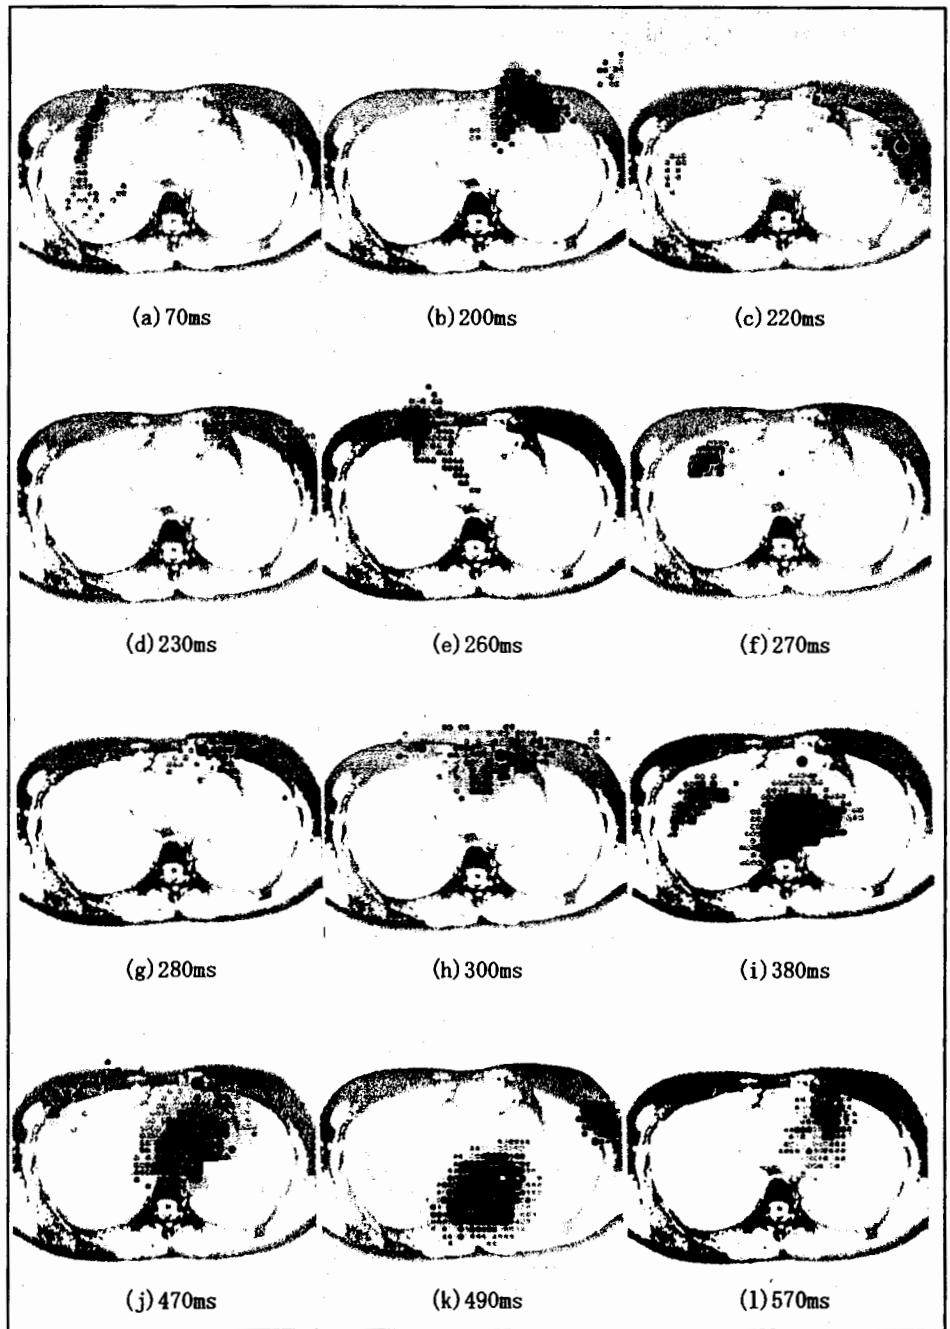 (a)70ms (b)200ms (c)220ms
(d)230ms (e)260ms (f)270ms
(g)280ms (h)300ms (i)380ms
(j)470ms (k)490ms (l)570ms